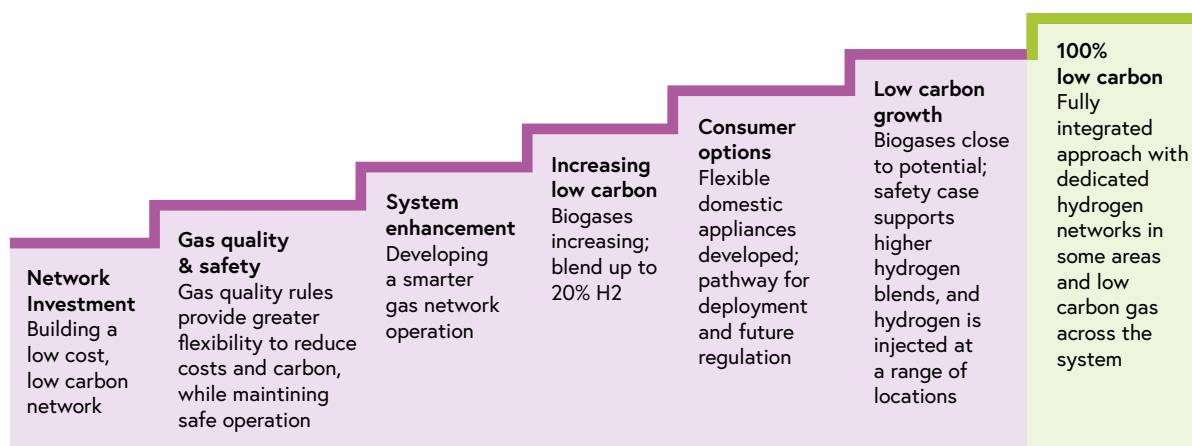 Network
Investment
Building a
low cost,
low carbon
network
Gas quality
& safety
Gas quality rules
provide greater
flexibility to reduce
costs and carbon,
while maintining
safe operation
System
enhancement
Developing
a smarter
gas network
operation
Increasing
low carbon
Biogases
increasing;
blend up to
20% H2
Consumer
options
Flexible
domestic
appliances
developed;
pathway for
deployment
and future
regulation
Low carbon
growth
Biogases close
to potential;
safety case
supports
higher
hydrogen
blends, and
hydrogen is
injected at
a range of
locations
100%
low carbon
Fully
integrated
approach with
dedicated
hydrogen
networks in
some areas
and low
carbon gas
across the
system